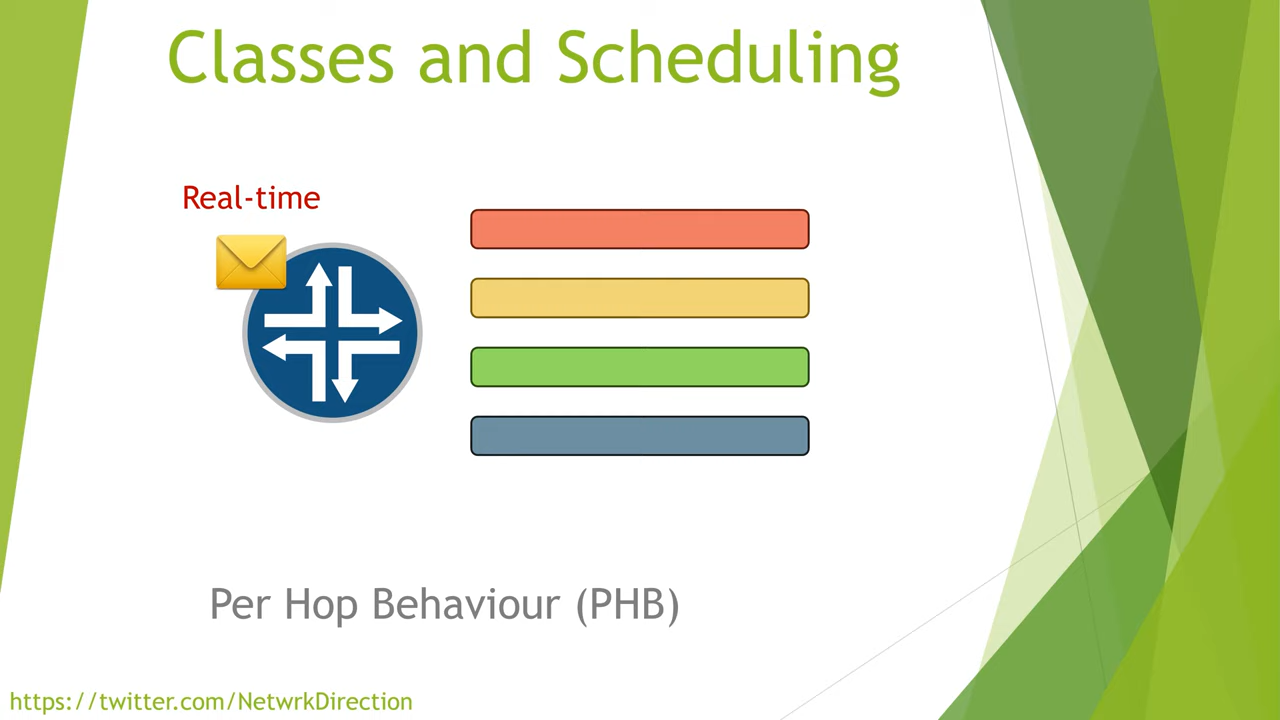 Classes and Scheduling
Real-time
Per Hop Behaviour (PHB)
https://twitter.com/NetwrkDirection